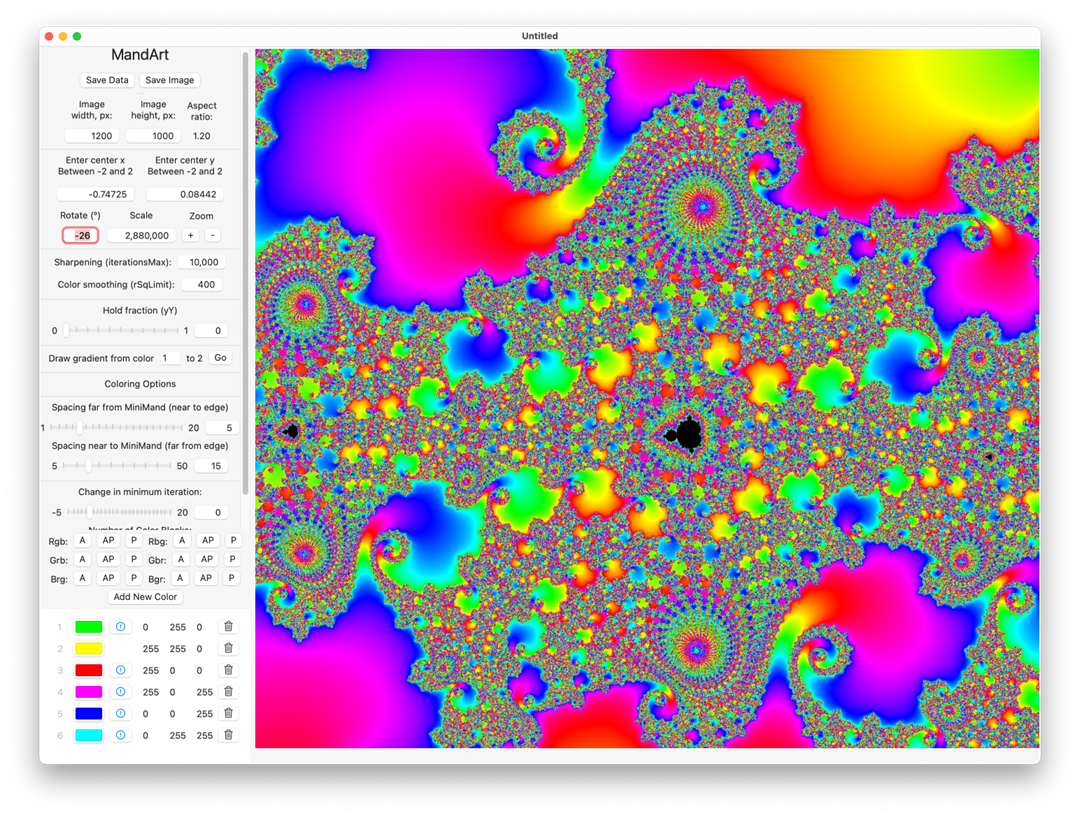 Untitled
MandArt
Save Data Save Image
Image Image Aspect
width, px: height, px: ratio:
1200 1000 1.20
Enter center x Enter center y
Between -2 and 2 Between -2 and 2
-0.74725 0.08442
Rotate (º) Scale Zoom
-26 2,880,000 + -
Sharpening (iterationsMax): 10,000
Color smoothing (rSqLimit): 400
Hold fraction (yY)
0 1 0
Draw gradient from color 1 to 2 Go
Coloring Options
Spacing far from MiniMand (near to edge)
1 20 5
Spacing near to MiniMand (far from edge)
5 50 15
Change in minimum iteration:
-5 20 0
Number of Color Blocks:
Rgb: A AP P Rbg: A AP P
Grb: A AP P Gbr: A AP P
Brg: A AP P Bgr: A AP P
Add New Color
1 0 255 0
2 255 255 0
3 255 0 0
4 255 0 255
5 0 0 255
6 0 255 255